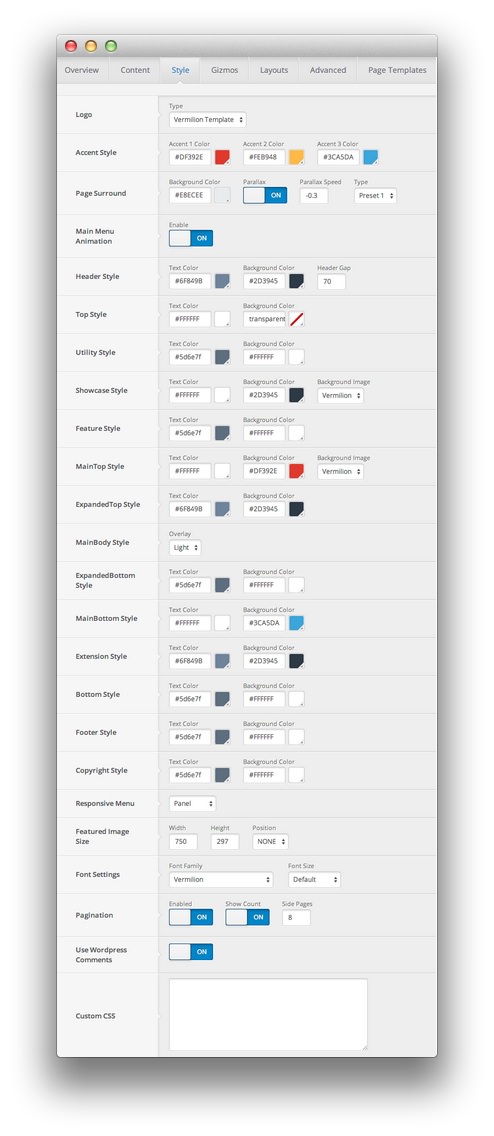 Overview Content Style Gizmos Layouts Advanced Page Templates
Type
Logo
Vermilion Template
Accent 1 Color Accent 2 Color Accent 3 Color
Accent Style
#DF392E #FEB948 #3CA5DA
Background Color Parallax Parallax Speed Type
Page Surround
#E8ECEE ON -0.3 Preset 1
Enable
Main Menu
Animation
ON
Text Color Background Color Header Gap
Header Style
#6F849B #2D3945 70
Text Color Background Color
Top Style
#FFFFFF transparent
Text Color Background Color
Utility Style
#5d6e7f #FFFFFF
Text Color Background Color Background Image
Showcase Style
#FFFFFF #2D3945 Vermilion
Text Color Background Color
Feature Style
#5d6e7f #FFFFFF
Text Color Background Color Background Image
MainTop Style
#FFFFFF #DF392E Vermilion
Text Color Background Color
ExpandedTop Style
#6F849B #2D3945
Overlay
MainBody Style
Light
Text Color Background Color
ExpandedBottom
Style
#5d6e7f #FFFFFF
Text Color Background Color
MainBottom Style
#FFFFFF #3CA5DA
Text Color Background Color
Extension Style
#6F849B #2D3945
Text Color Background Color
Bottom Style
#5d6e7f #FFFFFF
Text Color Background Color
Footer Style
#5d6e7f #FFFFFF
Text Color Background Color
Copyright Style
#5d6e7f #FFFFFF
Responsive Menu Panel
Width Height Position
Featured Image
Size
750 297 NONE
Font Family Font Size
Font Settings
Vermilion Default
Enabled Show Count Side Pages
Pagination
ON ON 8
Use Wordpress
Comments
ON
Custom CSS